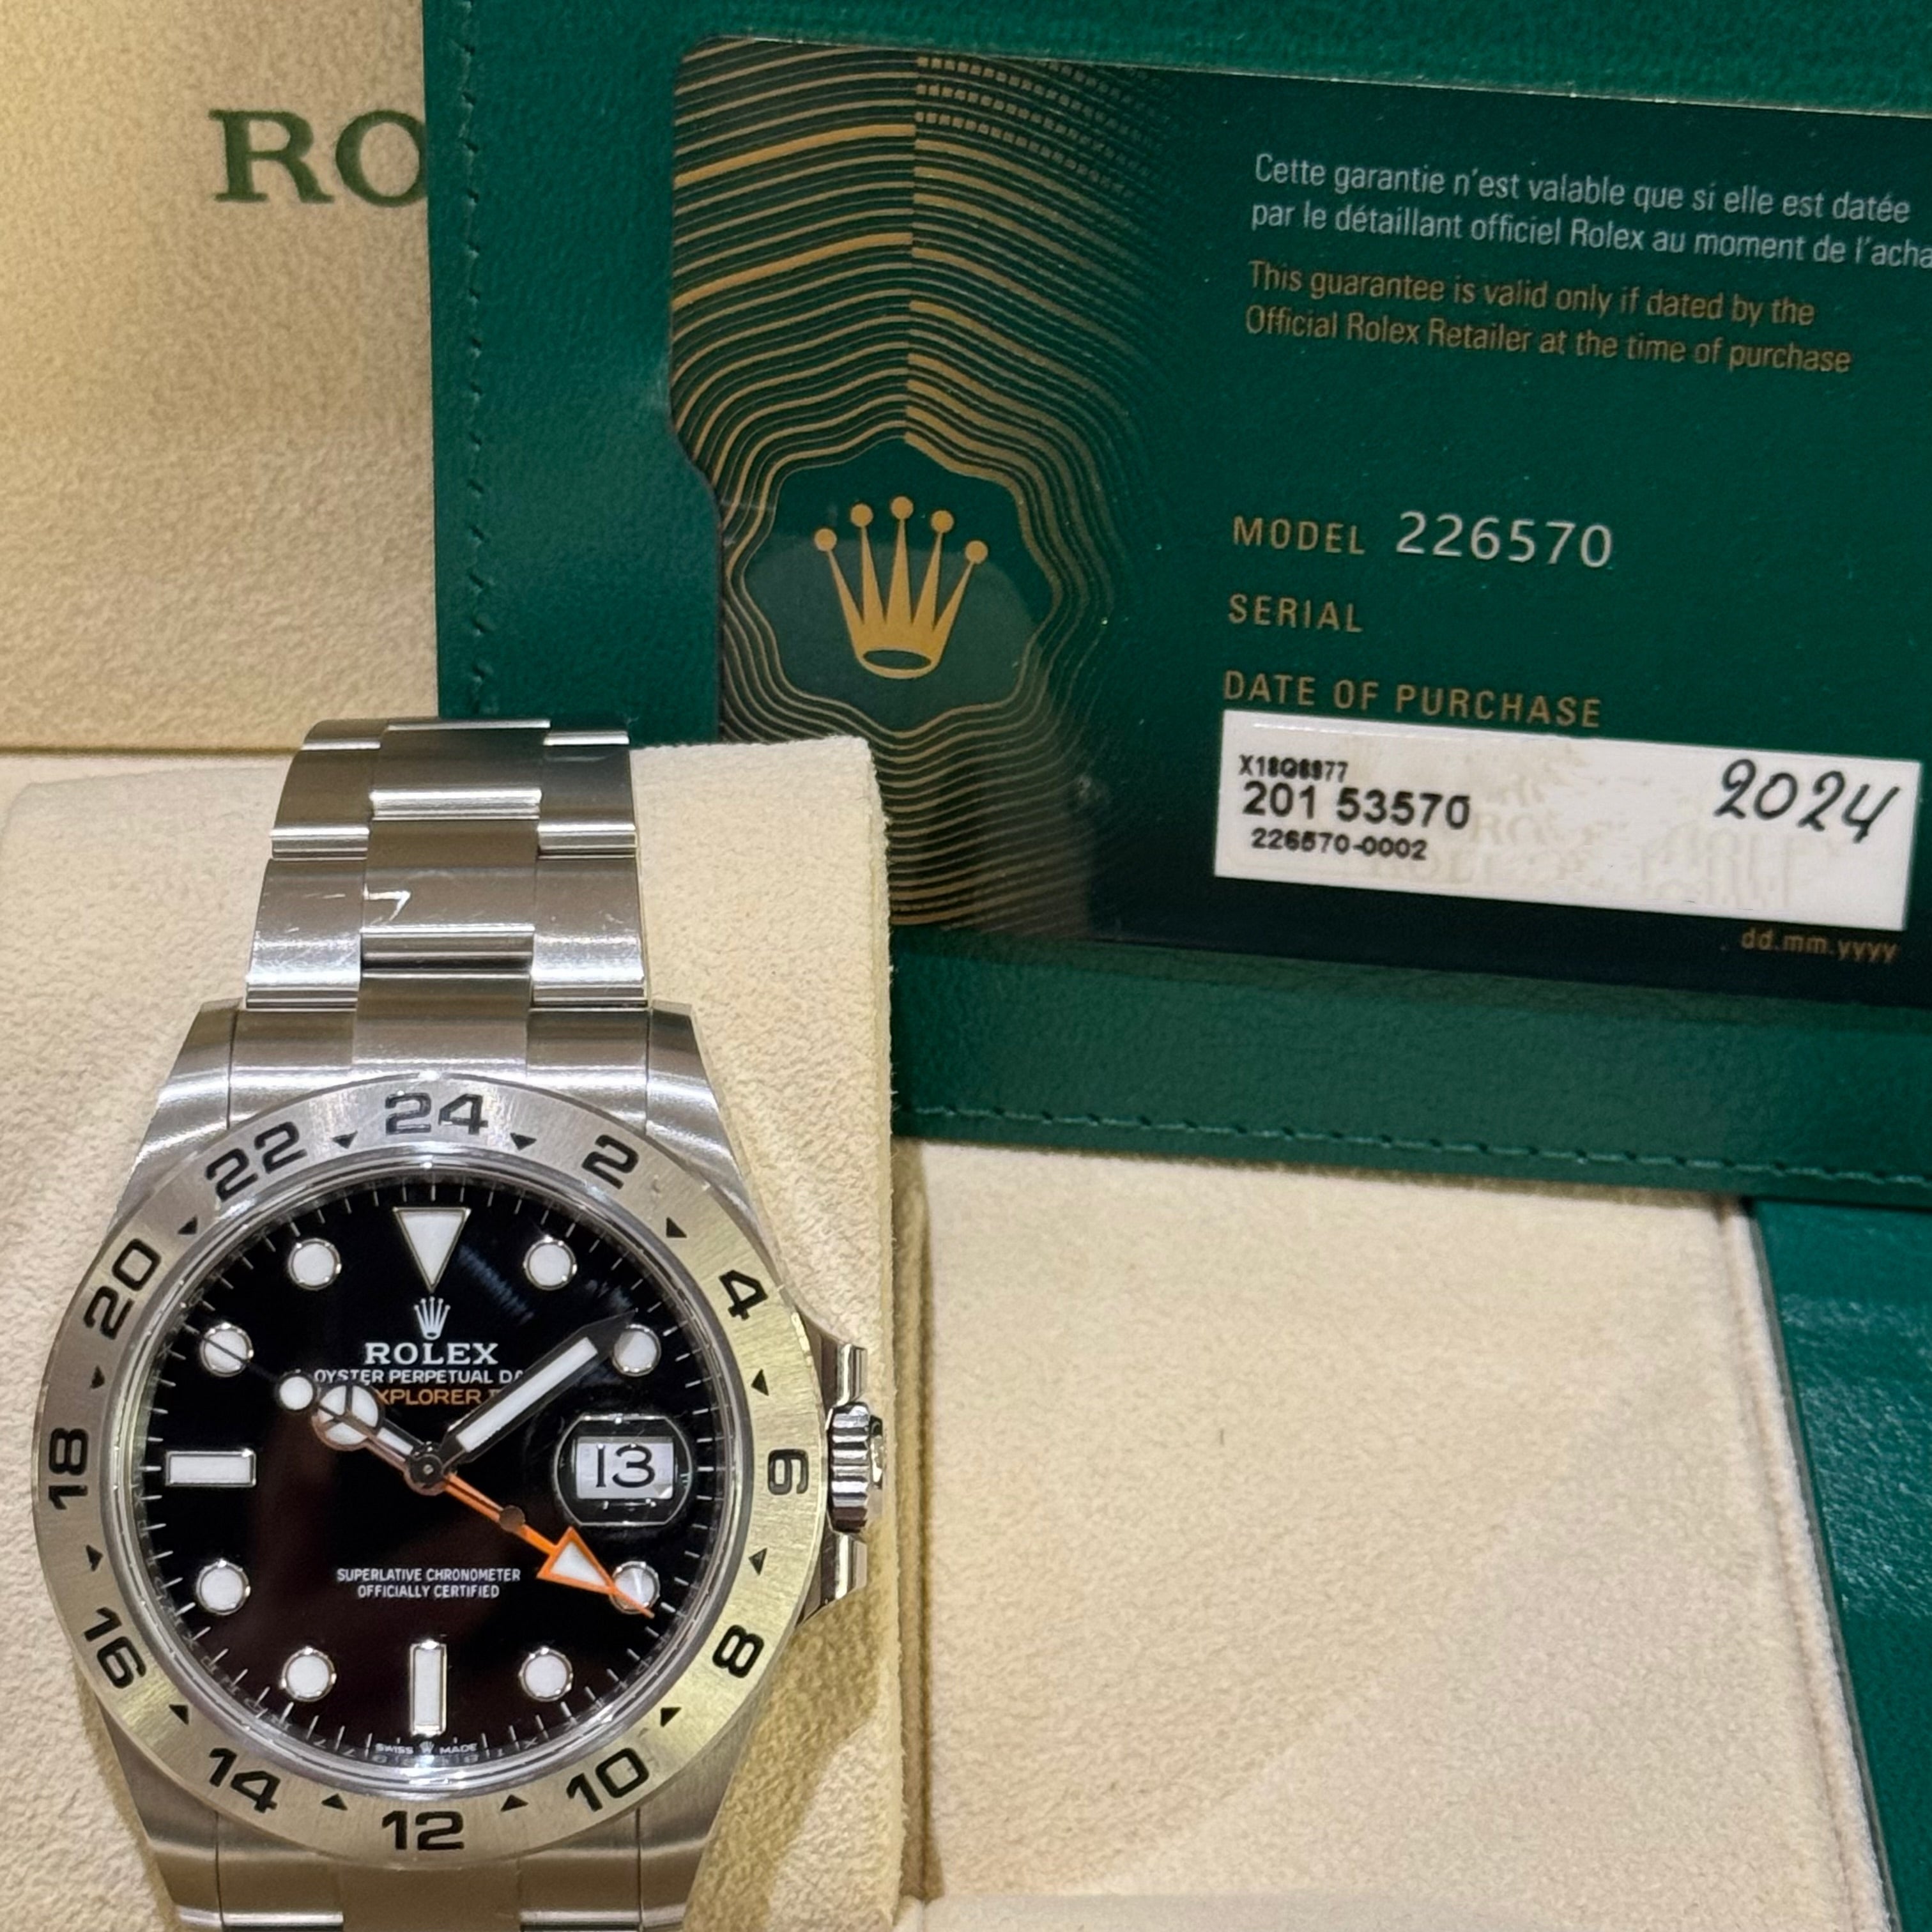 RO
Cette garantie n'est valable que si elle est datée
par le détaillant officiel Rolex au moment de l'acha
This guarantee is valid only if dated by the
Official Rolex Retailer at the time of purchase
MODEL 226570
SERIAL
DATE OF PURCHASE
X18Q6977
201 53570
226570-0002
2024
dd.mm.yyyy
24
2
4
6
8
10
12
14
16
18
20
22
ROLEX
OYSTER PERPETUAL DA
XPLORER II
13
SUPERLATIVE CHRONOMETER
OFFICIALLY CERTIFIED
SWISS MADE